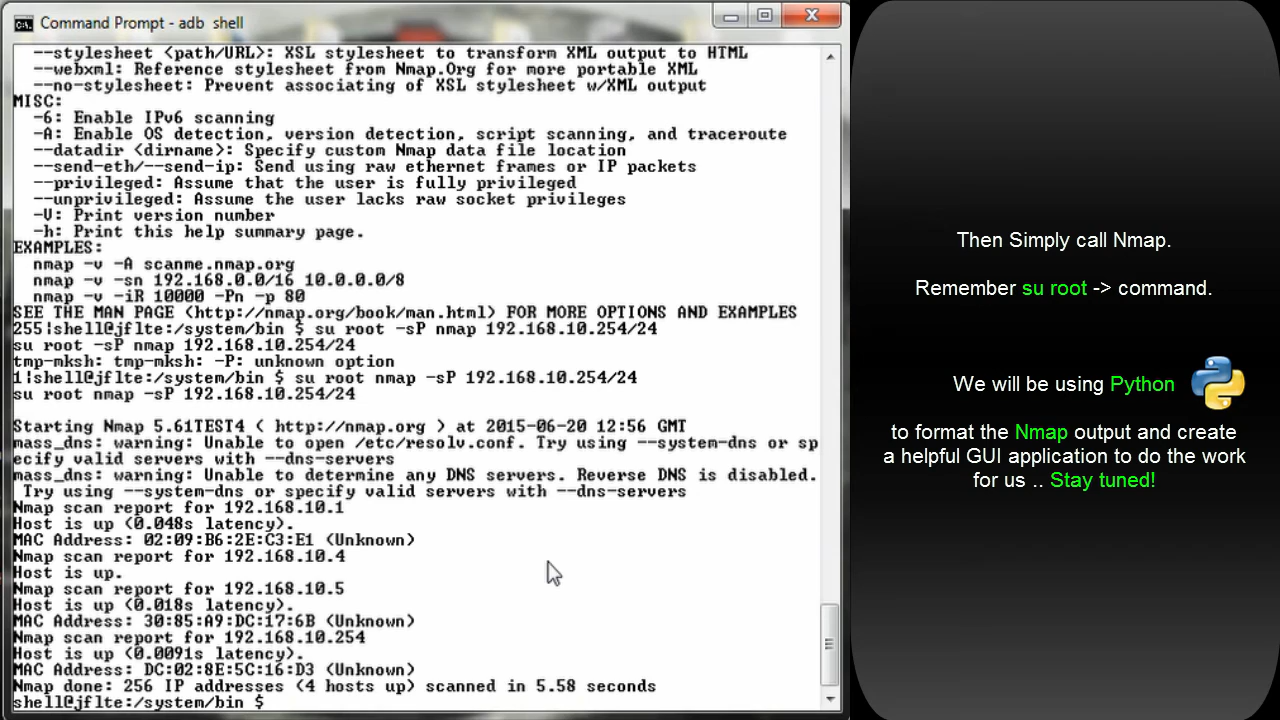 Command Prompt - adb  shell
--stylesheet <path/URL>: XSL stylesheet to transform XML output to HTML
--webxml: Reference stylesheet from Nmap.Org for more portable XML
--no-stylesheet: Prevent associating of XSL stylesheet w/XML output
MISC:
-6: Enable IPv6 scanning
-A: Enable OS detection, version detection, script scanning, and traceroute
--datadir <dirname>: Specify custom Nmap data file location
--send-eth/--send-ip: Send using raw ethernet frames or IP packets
--privileged: Assume that the user is fully privileged
--unprivileged: Assume the user lacks raw socket privileges
-V: Print version number
-h: Print this help summary page.
EXAMPLES:
nmap -v -A scanme.nmap.org
nmap -v -sn 192.168.0.0/16 10.0.0.0/8
nmap -v -iR 10000 -Pn -p 80
SEE THE MAN PAGE (http://nmap.org/book/man.html) FOR MORE OPTIONS AND EXAMPLES
255|shell@jflte:/system/bin $ su root -sP nmap 192.168.10.254/24
su root -sP nmap 192.168.10.254/24
tmp-mksh: tmp-mksh: -P: unknown option
1|shell@jflte:/system/bin $ su root nmap -sP 192.168.10.254/24
su root nmap -sP 192.168.10.254/24
Starting Nmap 5.61TEST4 ( http://nmap.org ) at 2015-06-20 12:56 GMT
mass_dns: warning: Unable to open /etc/resolv.conf. Try using --system-dns or sp
ecify valid servers with --dns-servers
mass_dns: warning: Unable to determine any DNS servers. Reverse DNS is disabled.
Try using --system-dns or specify valid servers with --dns-servers
Nmap scan report for 192.168.10.1
Host is up (0.048s latency).
MAC Address: 02:09:B6:2E:C3:E1 (Unknown)
Nmap scan report for 192.168.10.4
Host is up.
Nmap scan report for 192.168.10.5
Host is up (0.018s latency).
MAC Address: 30:85:A9:DC:17:6B (Unknown)
Nmap scan report for 192.168.10.254
Host is up (0.0091s latency).
MAC Address: DC:02:8E:5C:16:D3 (Unknown)
Nmap done: 256 IP addresses (4 hosts up) scanned in 5.58 seconds
shell@jflte:/system/bin $
Then Simply call Nmap.
Remember su root -> command.
We will be using Python
to format the Nmap output and create
a helpful GUI application to do the work
for us .. Stay tuned!